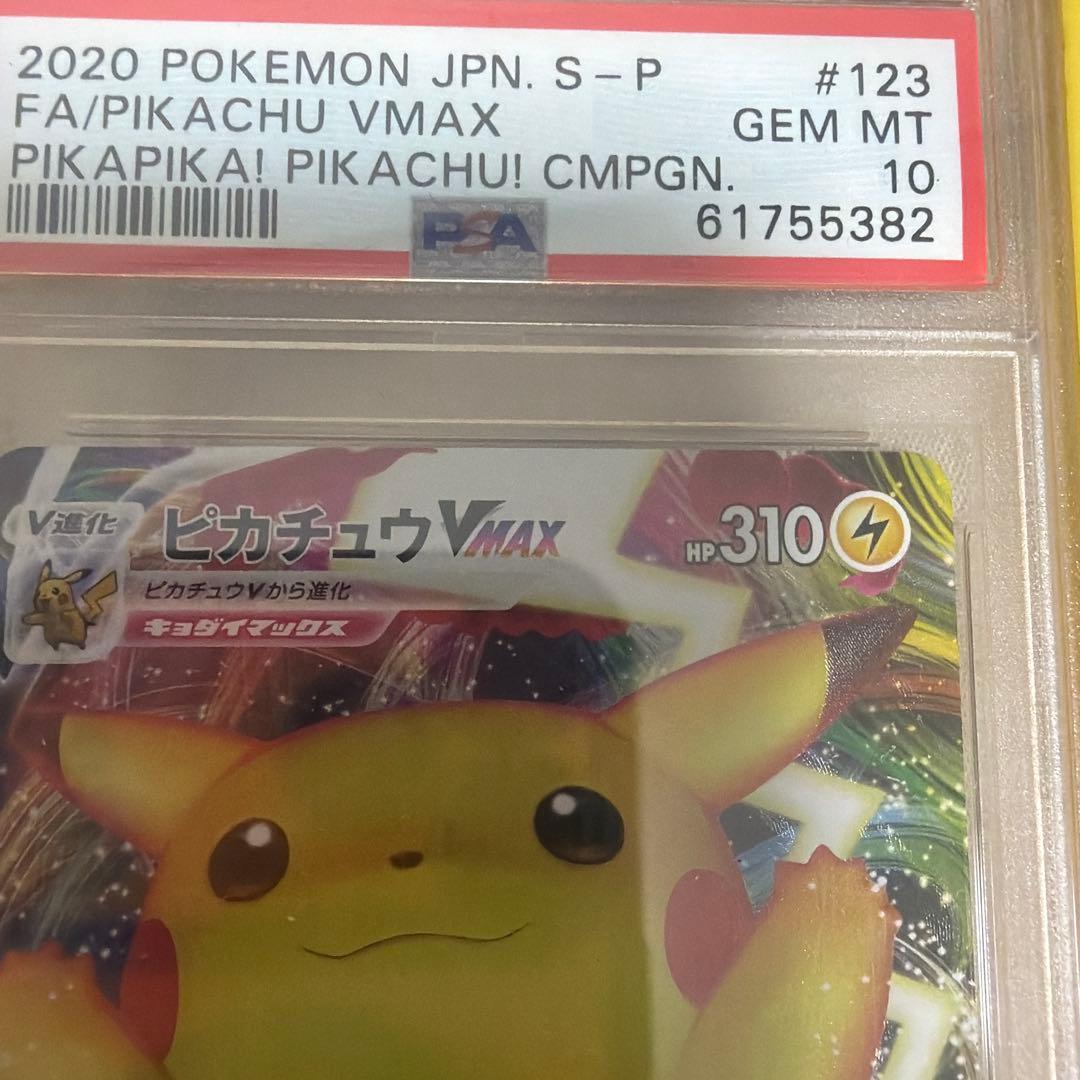 2020 POKEMON JPN. S-P #123
FA/PIKACHU VMAX GEM MT
PIKAPIKA! PIKACHU! CMPGN. 10
61755382
PSA
V進化 ピカチュウVMAX HP310
ピカチュウVから進化
キョダイマックス